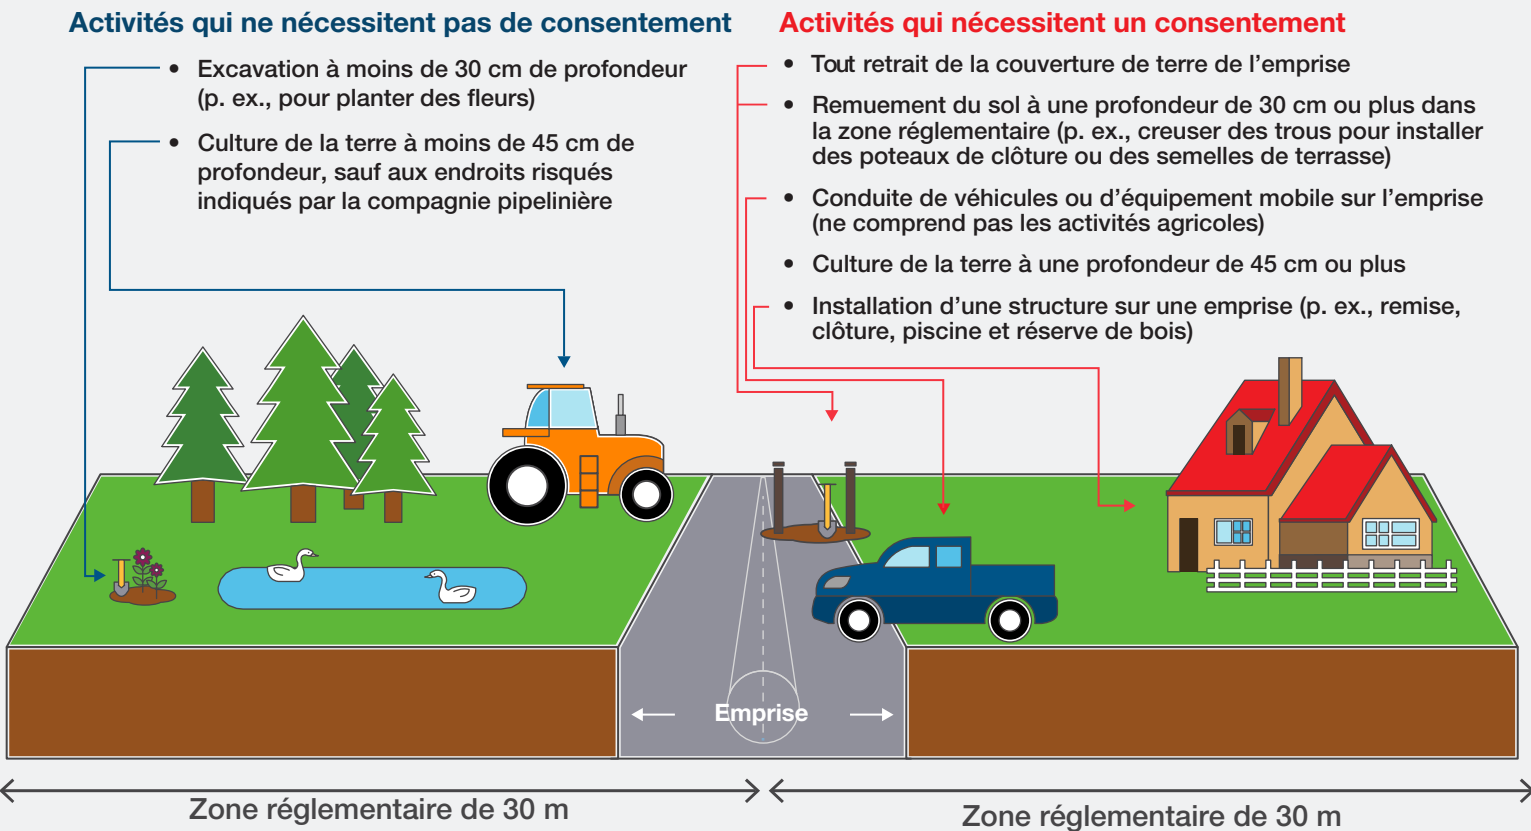 Activités qui ne nécessitent pas de consentement
• Excavation à moins de 30 cm de profondeur
(p. ex., pour planter des fleurs)
• Culture de la terre à moins de 45 cm de
profondeur, sauf aux endroits risqués
indiqués par la compagnie pipelinière
Activités qui nécessitent un consentement
• Tout retrait de la couverture de terre de l'emprise
• Remuement du sol à une profondeur de 30 cm ou plus dans
la zone réglementaire (p. ex., creuser des trous pour installer
des poteaux de clôture ou des semelles de terrasse)
• Conduite de véhicules ou d'équipement mobile sur l'emprise
(ne comprend pas les activités agricoles)
• Culture de la terre à une profondeur de 45 cm ou plus
• Installation d'une structure sur une emprise (p. ex., remise,
clôture, piscine et réserve de bois)
Emprise
Zone réglementaire de 30 m
Zone réglementaire de 30 m